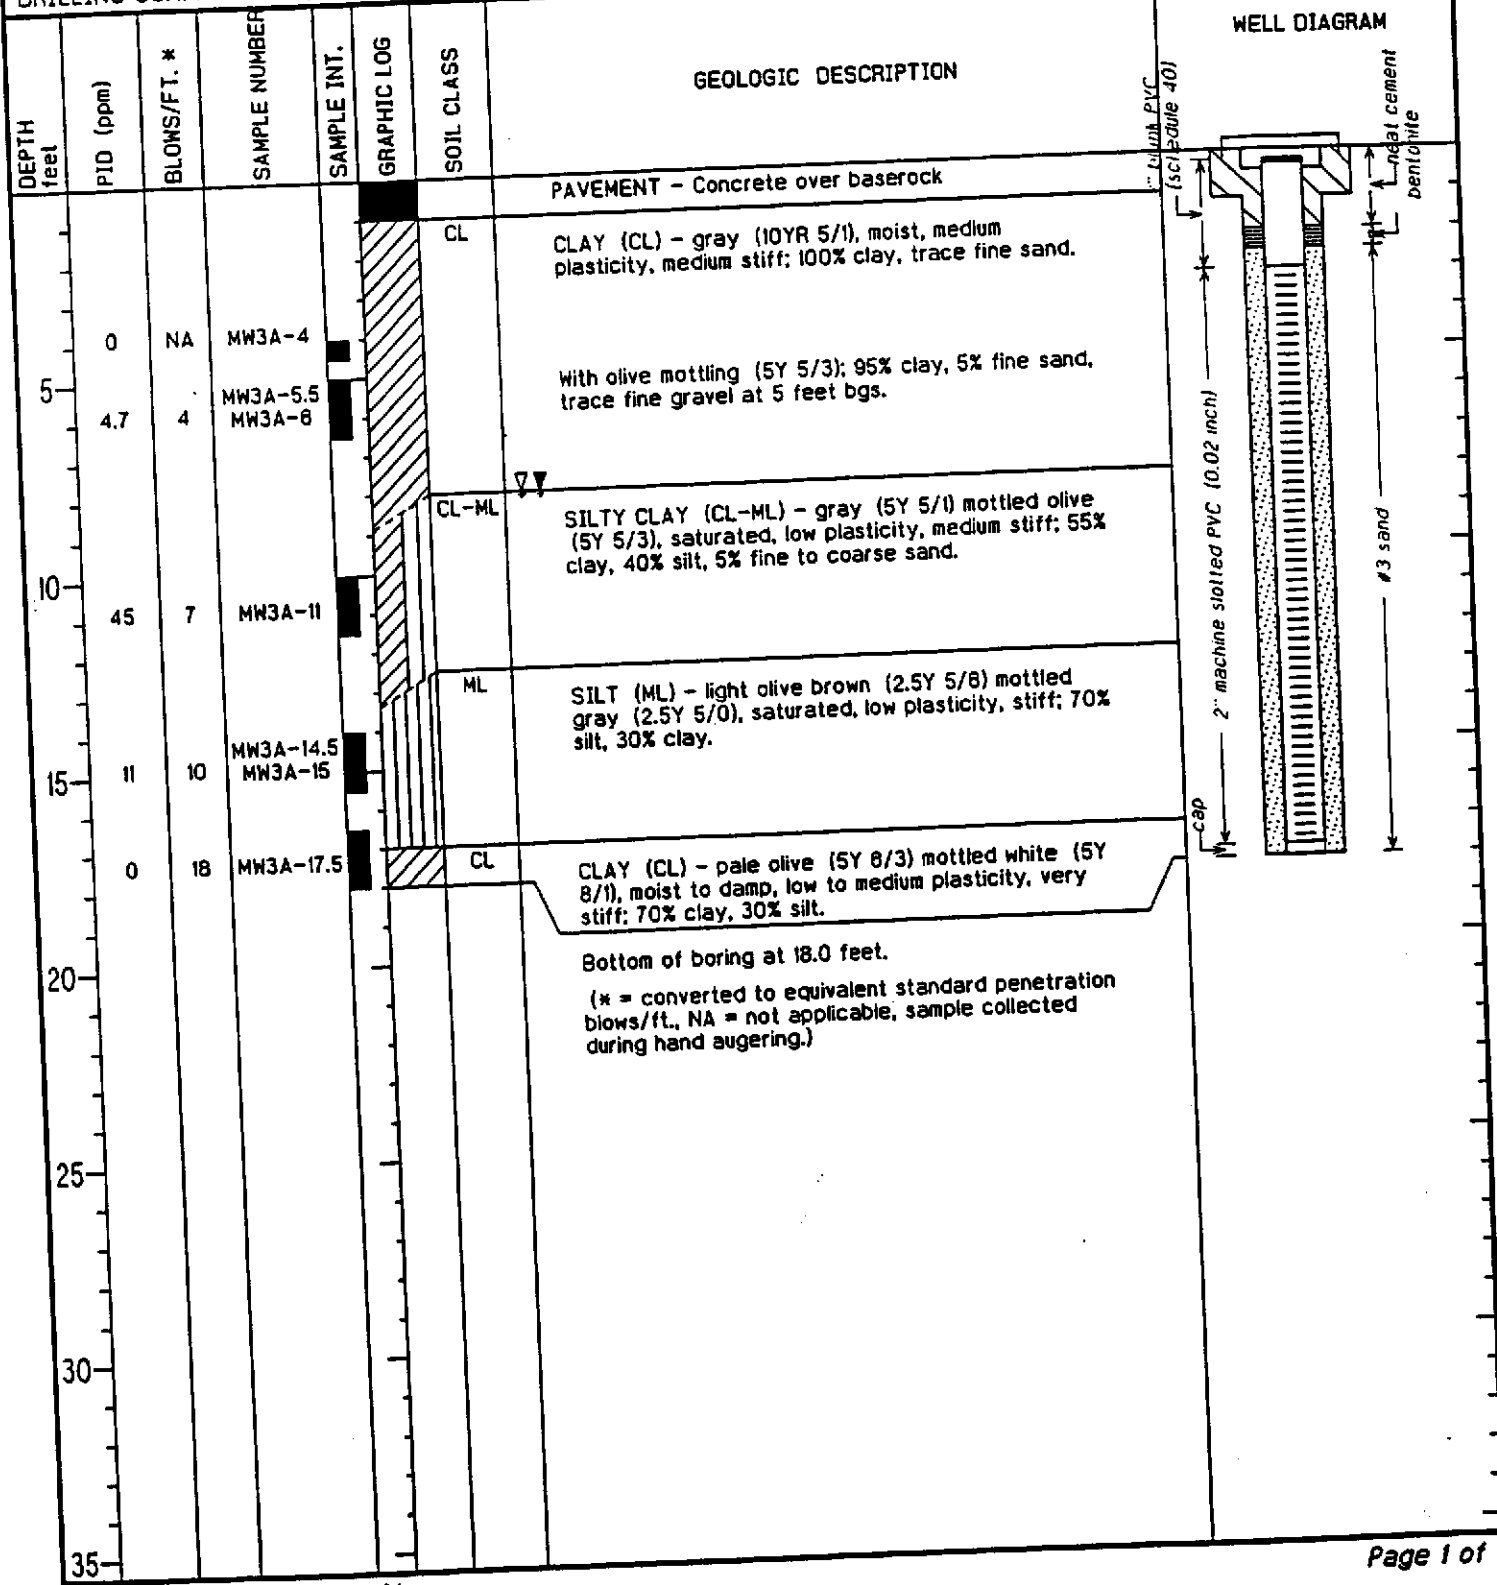 DEPTH
feet
PID (ppm)
BLOWS/FT. *
SAMPLE NUMBER
SAMPLE INT.
GRAPHIC LOG
SOIL CLASS
GEOLOGIC DESCRIPTION
WELL DIAGRAM
PVC
(schedule 40)
neat cement
bentonite
PAVEMENT - Concrete over baserock
CL
CLAY (CL) - gray (10YR 5/1), moist, medium
plasticity, medium stiff; 100% clay, trace fine sand.
0 NA MW3A-4
With olive mottling (5Y 5/3); 95% clay, 5% fine sand,
trace fine gravel at 5 feet bgs.
5
MW3A-5.5
4.7 4 MW3A-6
CL-ML
SILTY CLAY (CL-ML) - gray (5Y 5/1) mottled olive
(5Y 5/3), saturated, low plasticity, medium stiff; 55%
clay, 40% silt, 5% fine to coarse sand.
10
45 7 MW3A-11
ML
SILT (ML) - light olive brown (2.5Y 5/6) mottled
gray (2.5Y 5/0), saturated, low plasticity, stiff; 70%
silt, 30% clay.
MW3A-14.5
15
11 10 MW3A-15
2" machine slotted PVC (0.02 inch)
#3 sand
cap
0 18 MW3A-17.5
CL
CLAY (CL) - pale olive (5Y 6/3) mottled white (5Y
8/1), moist to damp, low to medium plasticity, very
stiff; 70% clay, 30% silt.
Bottom of boring at 18.0 feet.
20
(* = converted to equivalent standard penetration
blows/ft., NA = not applicable, sample collected
during hand augering.)
25
30
35
Page 1 of